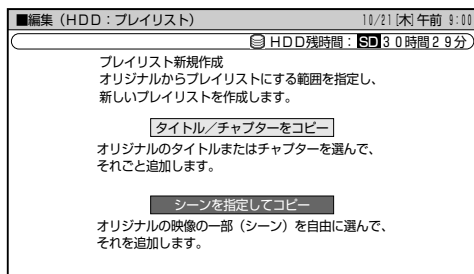 ■編集（HDD：プレイリスト）
10/21[木]午前 9:00
HDD残時間：SD30時間29分
プレイリスト新規作成
オリジナルからプレイリストにする範囲を指定し、
新しいプレイリストを作成します。
タイトル／チャプターをコピー
オリジナルのタイトルまたはチャプターを選んで、
それごと追加します。
シーンを指定してコピー
オリジナルの映像の一部（シーン）を自由に選んで、
それを追加します。